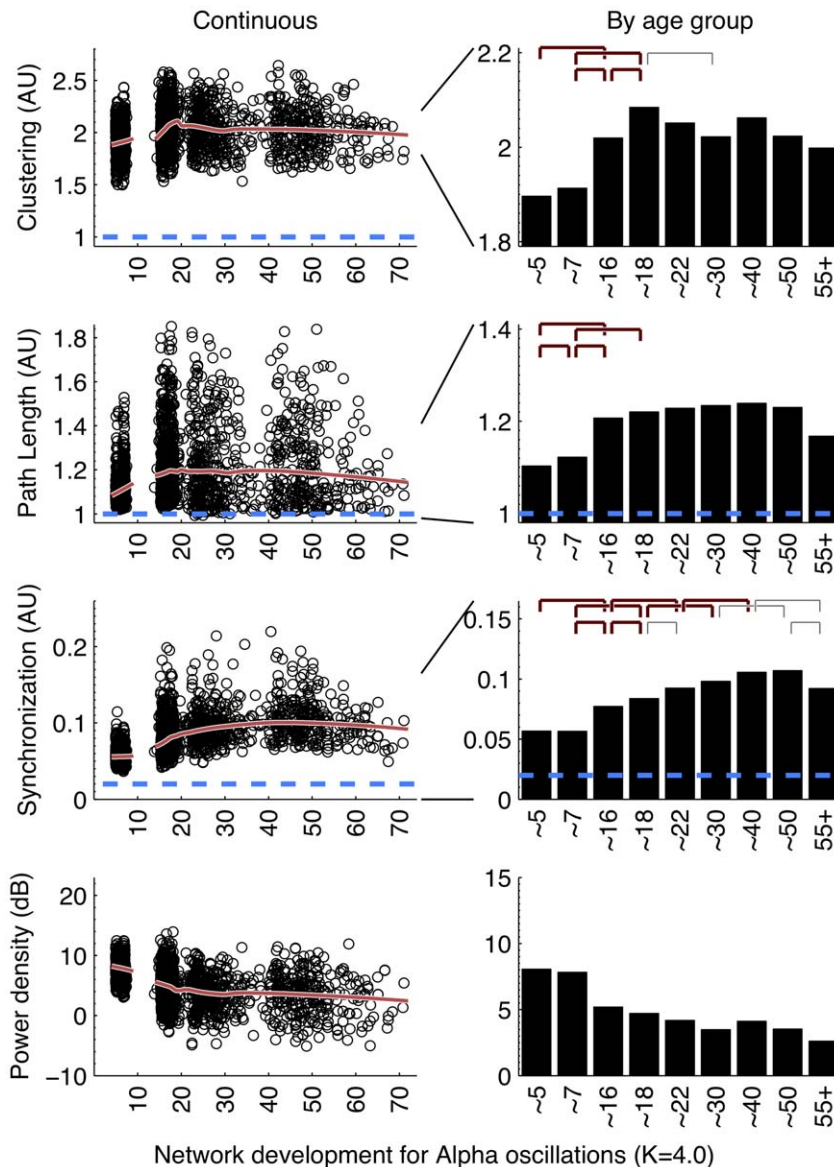 Continuous
By age group
Clustering (AU)
2.5
2
1.5
1
10 20 30 40 50 60 70
2.2
2
1.8
~5 ~7 ~16 ~18 ~22 ~30 ~40 ~50 55+
Path Length (AU)
1.8
1.6
1.4
1.2
1
10 20 30 40 50 60 70
1.4
1.2
1
~5 ~7 ~16 ~18 ~22 ~30 ~40 ~50 55+
Synchronization (AU)
0.2
0.1
0
10 20 30 40 50 60 70
0.15
0.1
0.05
0
~5 ~7 ~16 ~18 ~22 ~30 ~40 ~50 55+
Power density (dB)
20
10
0
−10
10 20 30 40 50 60 70
15
10
5
0
~5 ~7 ~16 ~18 ~22 ~30 ~40 ~50 55+
Network development for Alpha oscillations (K=4.0)